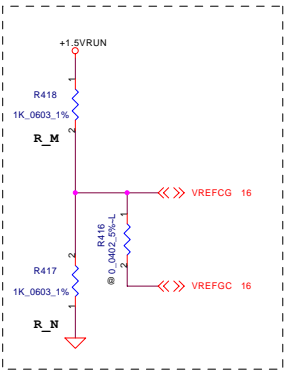 +1.5VRUN
1
R418
1K_0603_1%
2
R_M
VREFCG 16
1
R416
@ 0_0402_5%~L
2
VREFGC 16
2
R417
1K_0603_1%
1
R_N